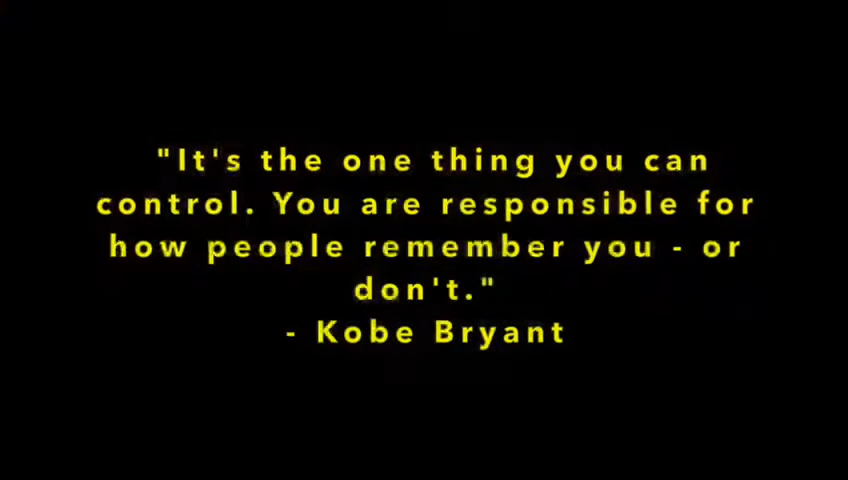 "It's the one thing you can
control. You are responsible for
how people remember you - or
don't."
- Kobe Bryant